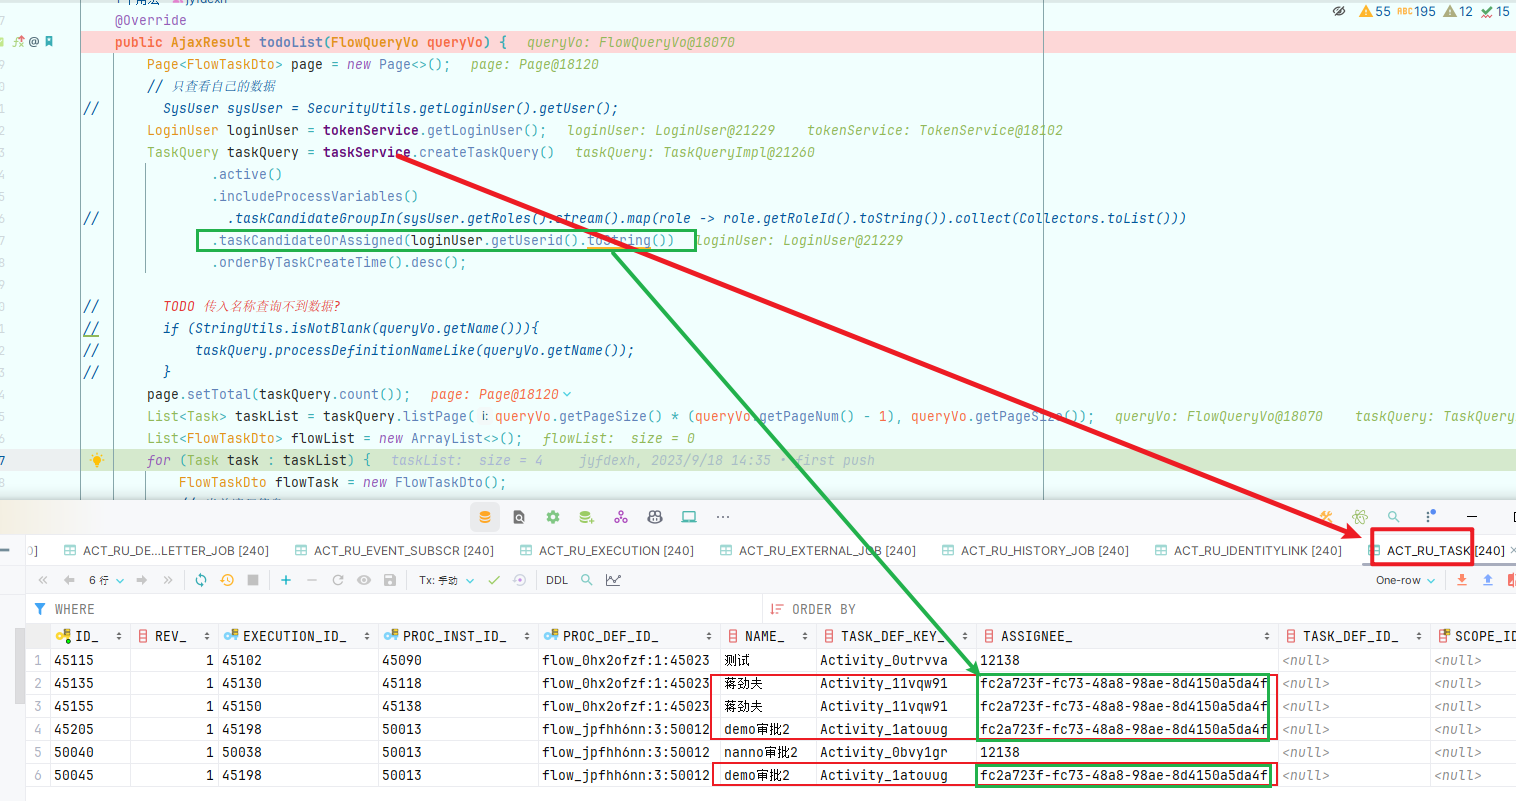 jyfdexh
55 ABC 195 12 15
@Override
public AjaxResult todoList(FlowQueryVo queryVo) { queryVo: FlowQueryVo@18070
Page<FlowTaskDto> page = new Page<>(); page: Page@18120
// 只查看自己的数据
// SysUser sysUser = SecurityUtils.getLoginUser().getUser();
LoginUser loginUser = tokenService.getLoginUser(); loginUser: LoginUser@21229 tokenService: TokenService@18102
TaskQuery taskQuery = taskService.createTaskQuery() taskQuery: TaskQueryImpl@21260
.active()
.includeProcessVariables()
// .taskCandidateGroupIn(sysUser.getRoles().stream().map(role -> role.getRoleId().toString()).collect(Collectors.toList()))
.taskCandidateOrAssigned(loginUser.getUserid().toString()) loginUser: LoginUser@21229
.orderByTaskCreateTime().desc();
// TODO 传入名称查询不到数据?
// if (StringUtils.isNotBlank(queryVo.getName())){
// taskQuery.processDefinitionNameLike(queryVo.getName());
// }
page.setTotal(taskQuery.count()); page: Page@18120
List<Task> taskList = taskQuery.listPage( i: queryVo.getPageSize() * (queryVo.getPageNum() - 1), queryVo.getPageSize()); queryVo: FlowQueryVo@18070 taskQuery: TaskQuery
List<FlowTaskDto> flowList = new ArrayList<>(); flowList: size = 0
for (Task task : taskList) { taskList: size = 4 jyfdexh, 2023/9/18 14:35 · first push
FlowTaskDto flowTask = new FlowTaskDto();
0] ACT_RU_DE...LETTER_JOB [240] ACT_RU_EVENT_SUBSCR [240] ACT_RU_EXECUTION [240] ACT_RU_EXTERNAL_JOB [240] ACT_RU_HISTORY_JOB [240] ACT_RU_IDENTITYLINK [240] ACT_RU_TASK [240]
6 行 Tx: 手动 DDL One-row
WHERE ORDER BY
ID_ REV_ EXECUTION_ID_ PROC_INST_ID_ PROC_DEF_ID_ NAME_ TASK_DEF_KEY_ ASSIGNEE_ TASK_DEF_ID_ SCOPE_ID
1 45115 1 45102 45090 flow_0hx2ofzf:1:45023 测试 Activity_0utrvva 12138 <null> <null>
2 45135 1 45130 45118 flow_0hx2ofzf:1:45023 蒋劲夫 Activity_11vqw91 fc2a723f-fc73-48a8-98ae-8d4150a5da4f <null> <null>
3 45155 1 45150 45138 flow_0hx2ofzf:1:45023 蒋劲夫 Activity_11vqw91 fc2a723f-fc73-48a8-98ae-8d4150a5da4f <null> <null>
4 45205 1 45198 50013 flow_jpfhh6nn:3:50012 demo审批2 Activity_1atouug fc2a723f-fc73-48a8-98ae-8d4150a5da4f <null> <null>
5 50040 1 50038 50013 flow_jpfhh6nn:3:50012 nanno审批2 Activity_0bvy1gr 12138 <null> <null>
6 50045 1 45198 50013 flow_jpfhh6nn:3:50012 demo审批2 Activity_1atouug fc2a723f-fc73-48a8-98ae-8d4150a5da4f <null> <null>